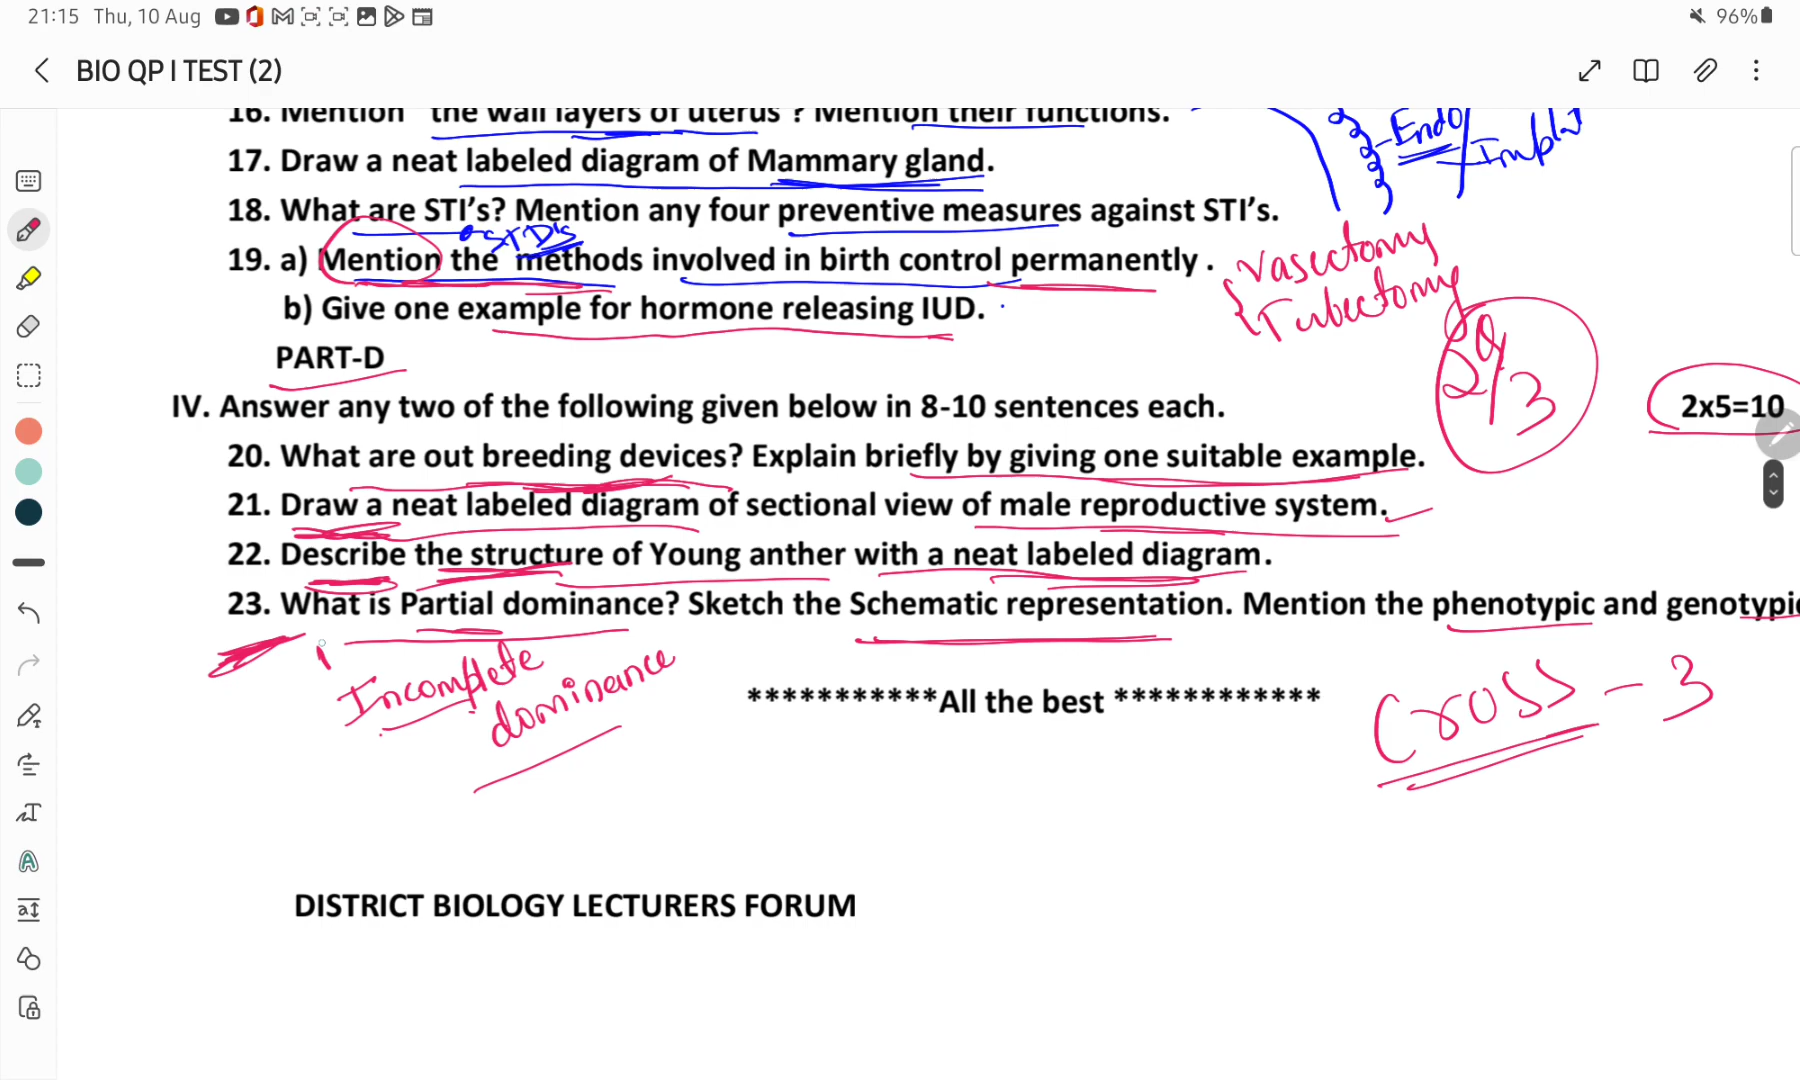 21:15 Thu, 10 Aug
96%
BIO QP I TEST (2)
16. Mention the wall layers of uterus ? Mention their functions.
Endo
Impla
17. Draw a neat labeled diagram of Mammary gland.
18. What are STI's? Mention any four preventive measures against STI's.
STD's
19. a) Mention the methods involved in birth control permanently .
Vasectomy
Tubectomy
b) Give one example for hormone releasing IUD.
PART-D
2/3
IV. Answer any two of the following given below in 8-10 sentences each.
2x5=10
20. What are out breeding devices? Explain briefly by giving one suitable example.
21. Draw a neat labeled diagram of sectional view of male reproductive system.
22. Describe the structure of Young anther with a neat labeled diagram.
23. What is Partial dominance? Sketch the Schematic representation. Mention the phenotypic and genotypic
Incomplete
dominance
***********All the best ************
Cross - 3
DISTRICT BIOLOGY LECTURERS FORUM